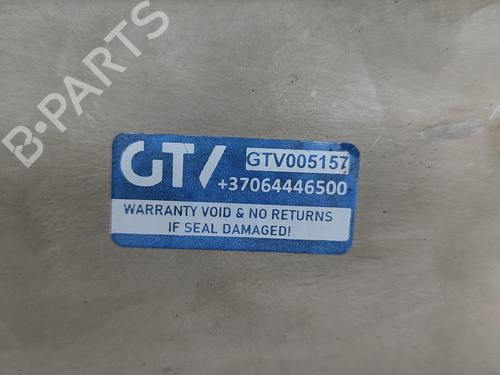 B-PARTS
GTV GTV005157
+37064446500
WARRANTY VOID & NO RETURNS
IF SEAL DAMAGED!